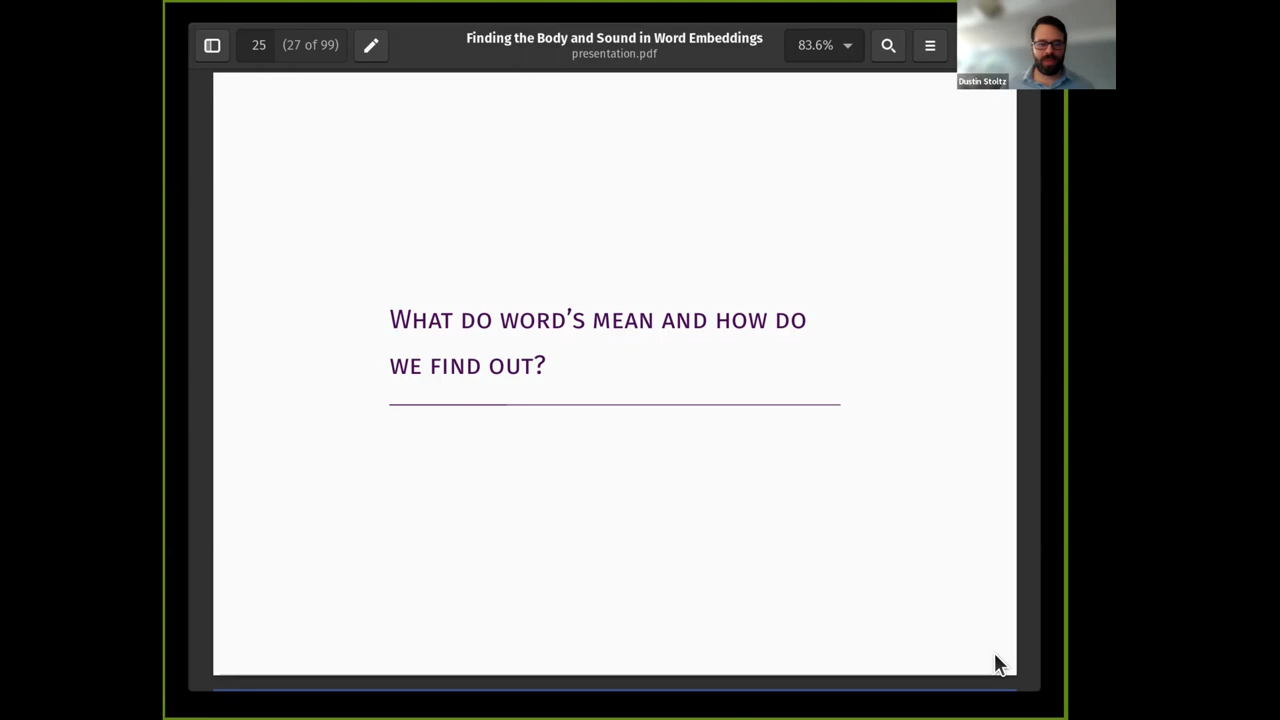 25 (27 of 99)
Finding the Body and Sound in Word Embeddings
presentation.pdf
83.6%
Dustin Stoltz
What do word’s mean and how do
we find out?